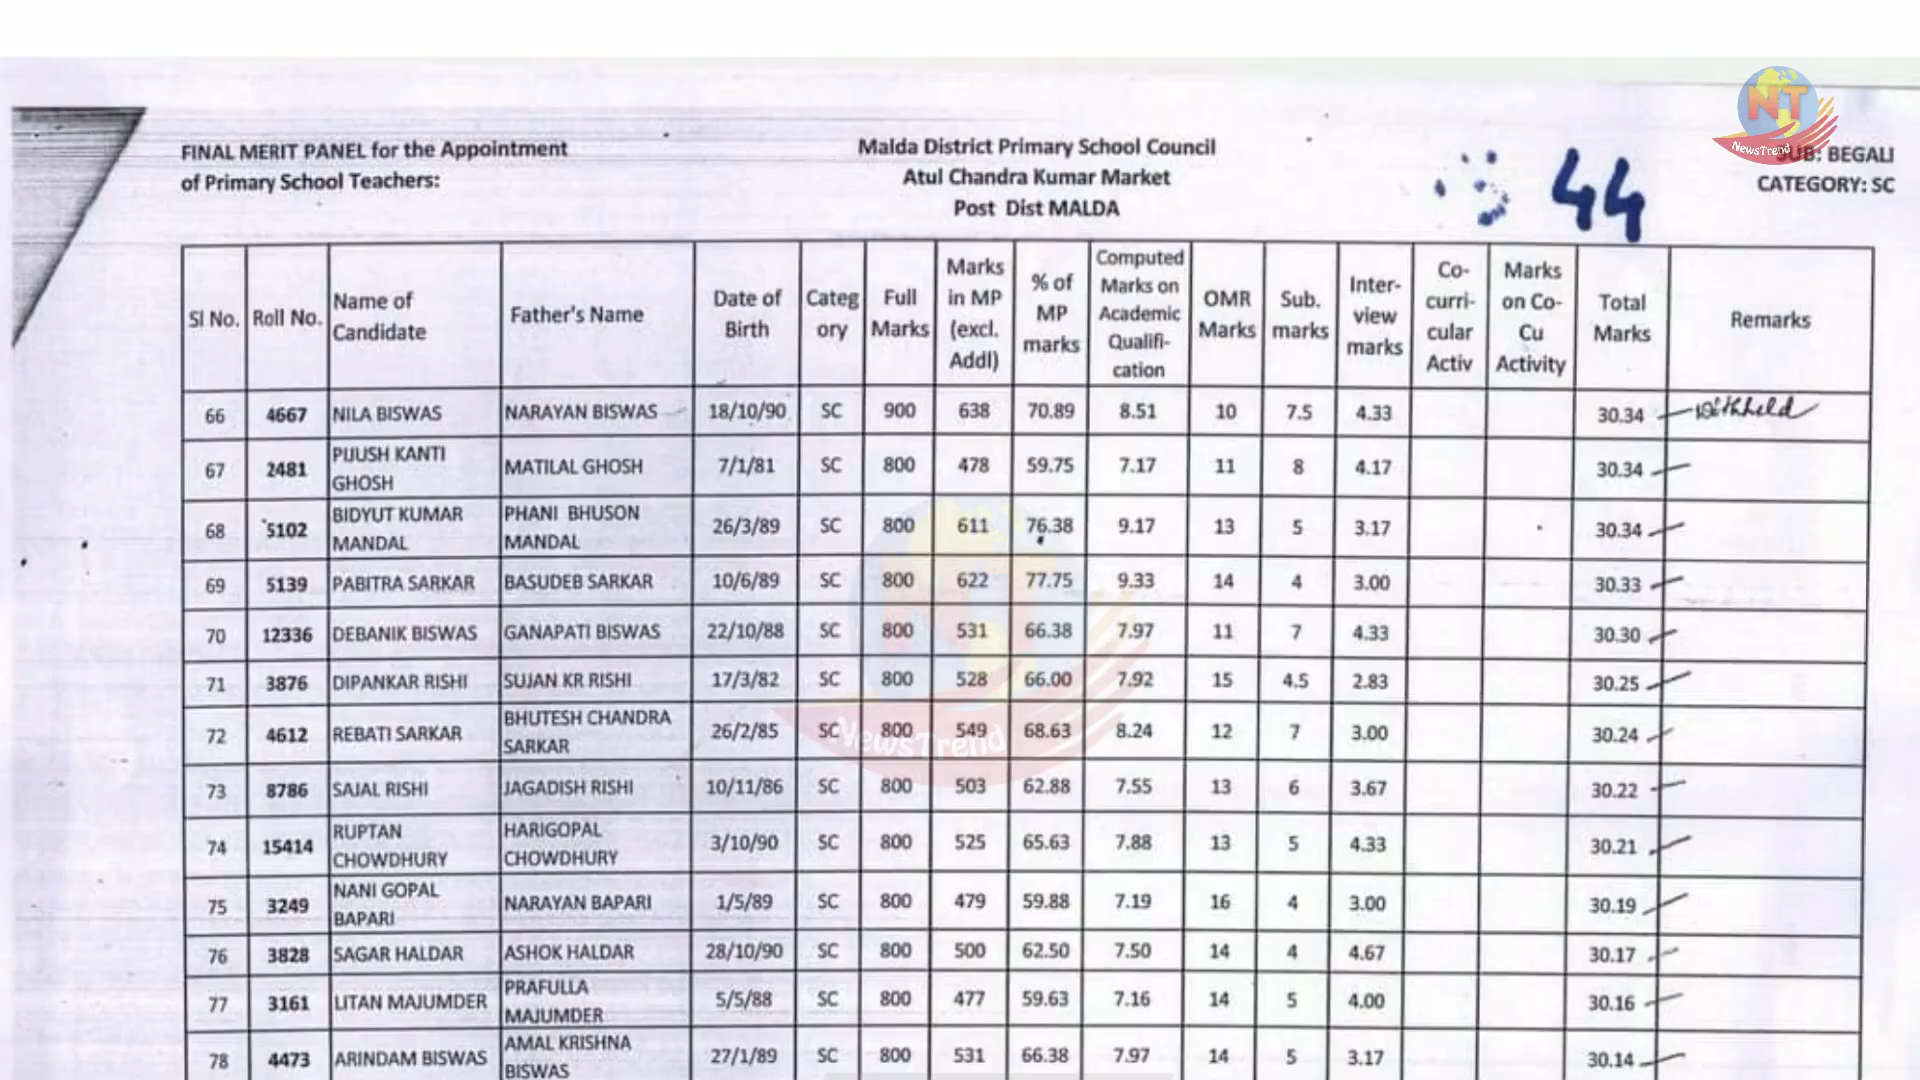 NT
NewsTrend
FINAL MERIT PANEL for the Appointment
of Primary School Teachers:
Malda District Primary School Council
Atul Chandra Kumar Market
Post Dist MALDA
44
SUB: BEGALI
CATEGORY: SC
Sl No. Roll No. Name of Candidate Father's Name Date of Birth Categ ory Full Marks Marks in MP (excl. Addl) % of MP marks Computed Marks on Academic Qualifi- cation OMR Marks Sub. marks Inter- view marks Co- curri- cular Activ Marks on Co- Cu Activity Total Marks Remarks
66 4667 NILA BISWAS NARAYAN BISWAS 18/10/90 SC 900 638 70.89 8.51 10 7.5 4.33 30.34 withheld
67 2481 PIJUSH KANTI GHOSH MATILAL GHOSH 7/1/81 SC 800 478 59.75 7.17 11 8 4.17 30.34
68 5102 BIDYUT KUMAR MANDAL PHANI BHUSON MANDAL 26/3/89 SC 800 611 76.38 9.17 13 5 3.17 30.34
69 5139 PABITRA SARKAR BASUDEB SARKAR 10/6/89 SC 800 622 77.75 9.33 14 4 3.00 30.33
70 12336 DEBANIK BISWAS GANAPATI BISWAS 22/10/88 SC 800 531 66.38 7.97 11 7 4.33 30.30
71 3876 DIPANKAR RISHI SUJAN KR RISHI 17/3/82 SC 800 528 66.00 7.92 15 4.5 2.83 30.25
72 4612 REBATI SARKAR BHUTESH CHANDRA SARKAR 26/2/85 SC 800 549 68.63 8.24 12 7 3.00 30.24
NewsTrend
73 8786 SAJAL RISHI JAGADISH RISHI 10/11/86 SC 800 503 62.88 7.55 13 6 3.67 30.22
74 15414 RUPTAN CHOWDHURY HARIGOPAL CHOWDHURY 3/10/90 SC 800 525 65.63 7.88 13 5 4.33 30.21
75 3249 NANI GOPAL BAPARI NARAYAN BAPARI 1/5/89 SC 800 479 59.88 7.19 16 4 3.00 30.19
76 3828 SAGAR HALDAR ASHOK HALDAR 28/10/90 SC 800 500 62.50 7.50 14 4 4.67 30.17
77 3161 LITAN MAJUMDER PRAFULLA MAJUMDER 5/5/88 SC 800 477 59.63 7.16 14 5 4.00 30.16
78 4473 ARINDAM BISWAS AMAL KRISHNA BISWAS 27/1/89 SC 800 531 66.38 7.97 14 5 3.17 30.14